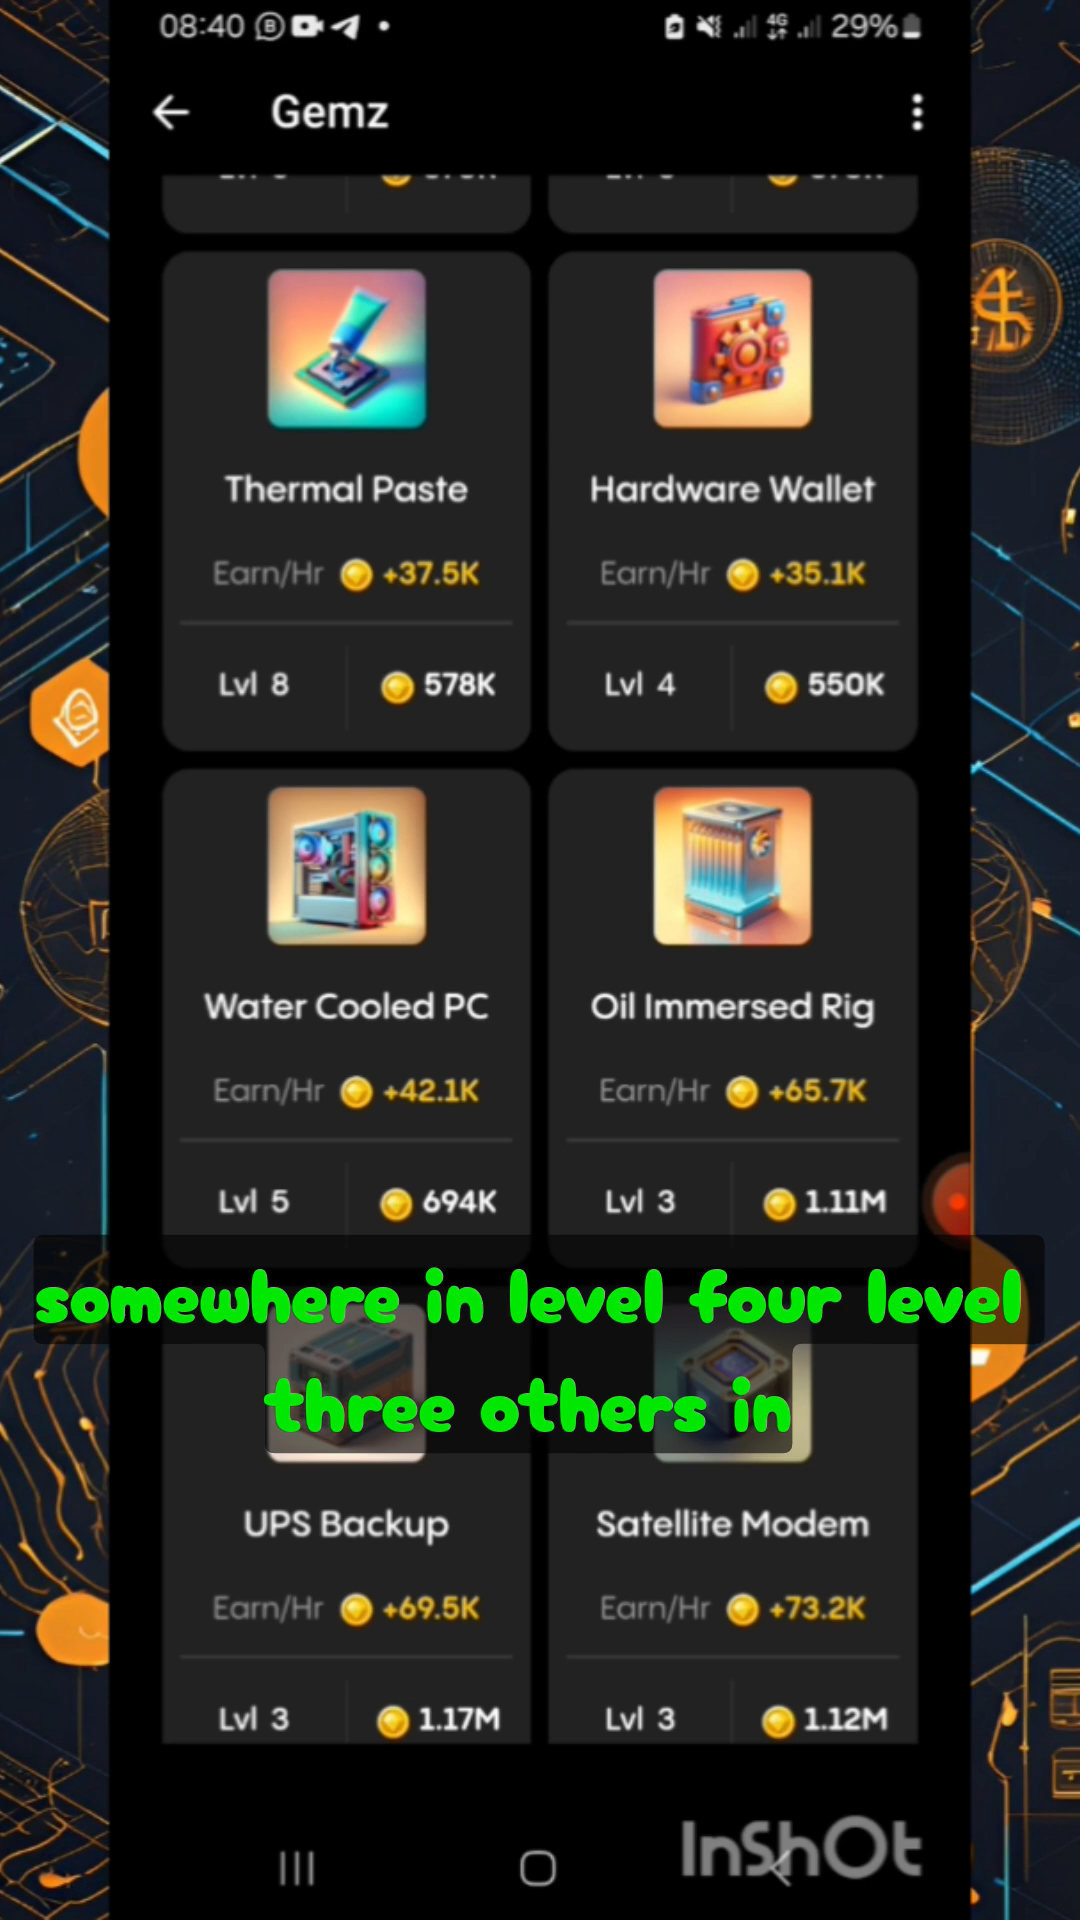 08:40
4G
29%
Gemz
Thermal Paste
Hardware Wallet
Earn/Hr +37.5K
Earn/Hr +35.1K
Lvl 8
578K
Lvl 4
550K
Water Cooled PC
Oil Immersed Rig
Earn/Hr +42.1K
Earn/Hr +65.7K
Lvl 5
694K
Lvl 3
1.11M
somewhere in level four level
three others in
UPS Backup
Satellite Modem
Earn/Hr +69.5K
Earn/Hr +73.2K
Lvl 3
1.17M
Lvl 3
1.12M
InShOt